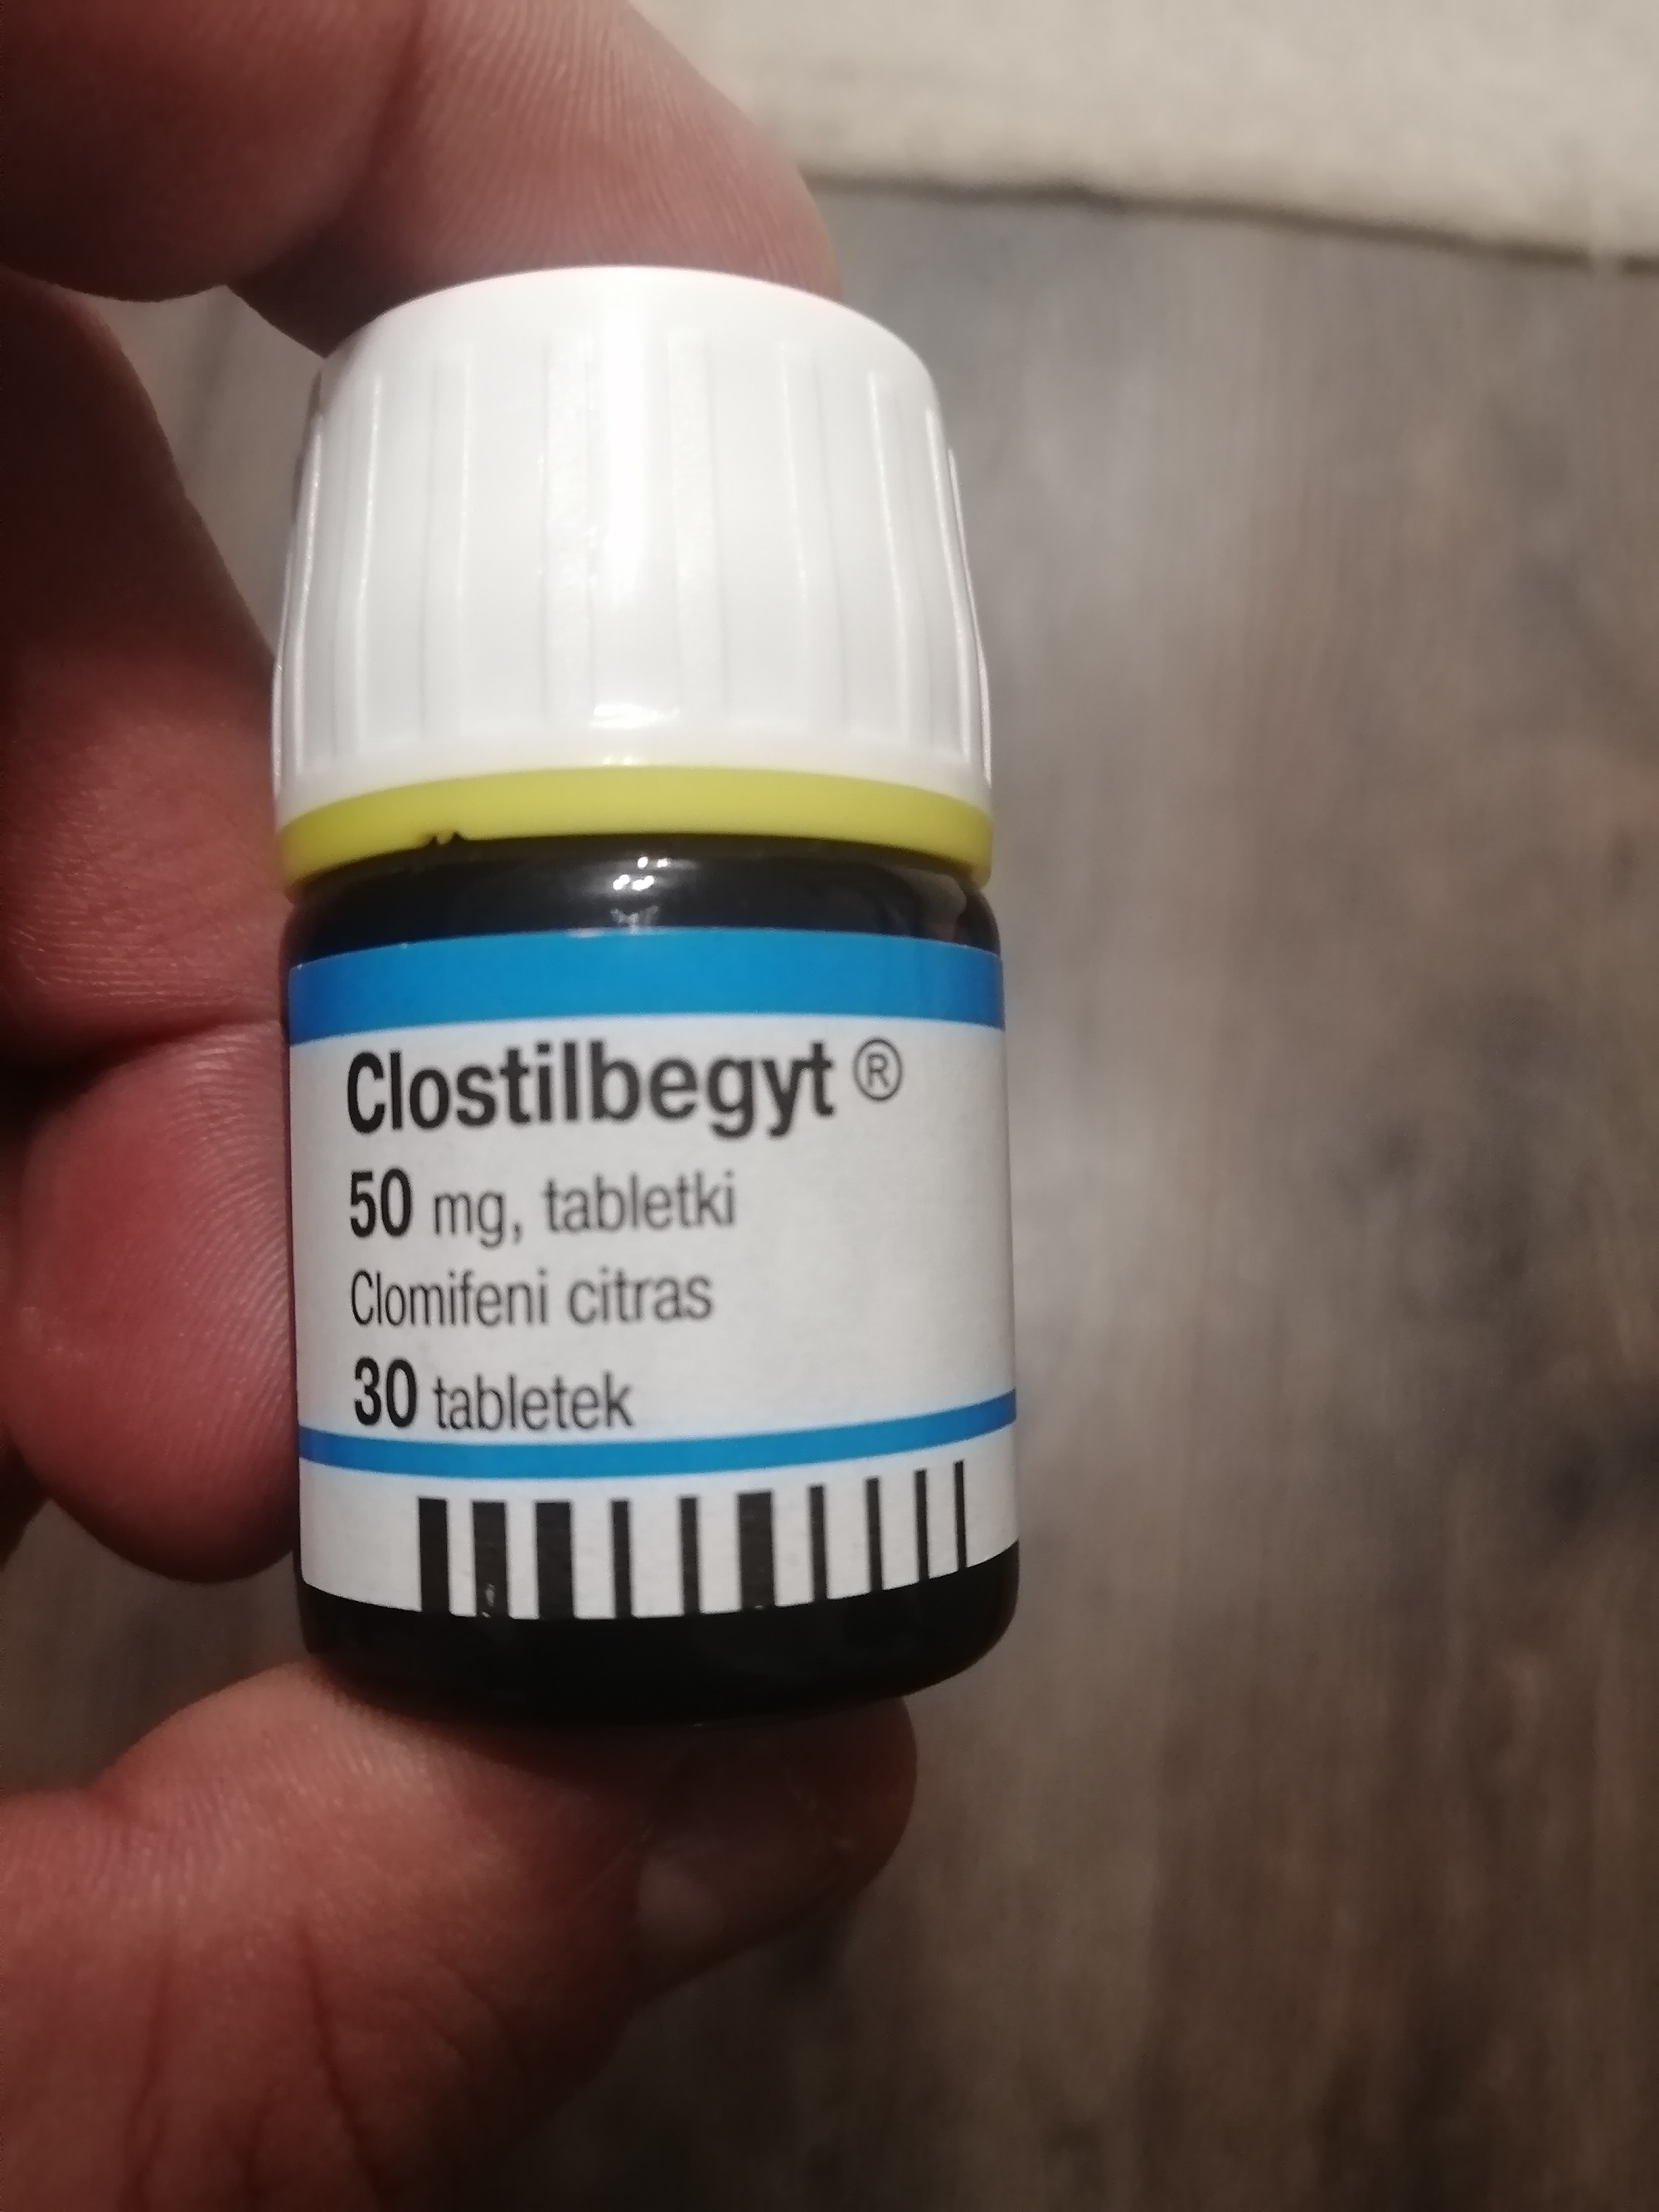 Clostilbegyt ®
50 mg, tabletki
Clomifeni citras
30 tabletek